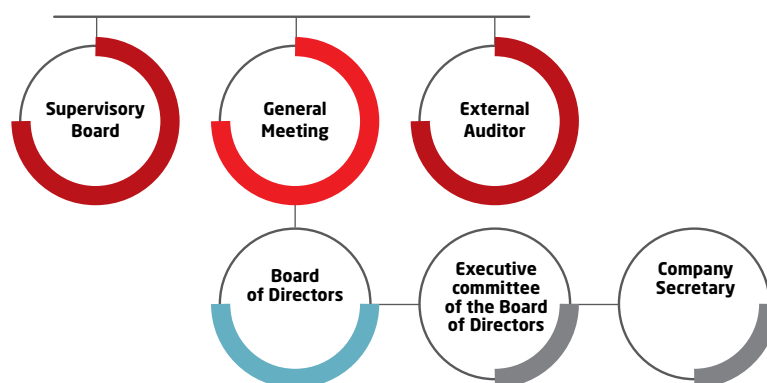 Supervisory
Board
General
Meeting
External
Auditor
Board
of Directors
Executive
committee
of the Board
of Directors
Company
Secretary